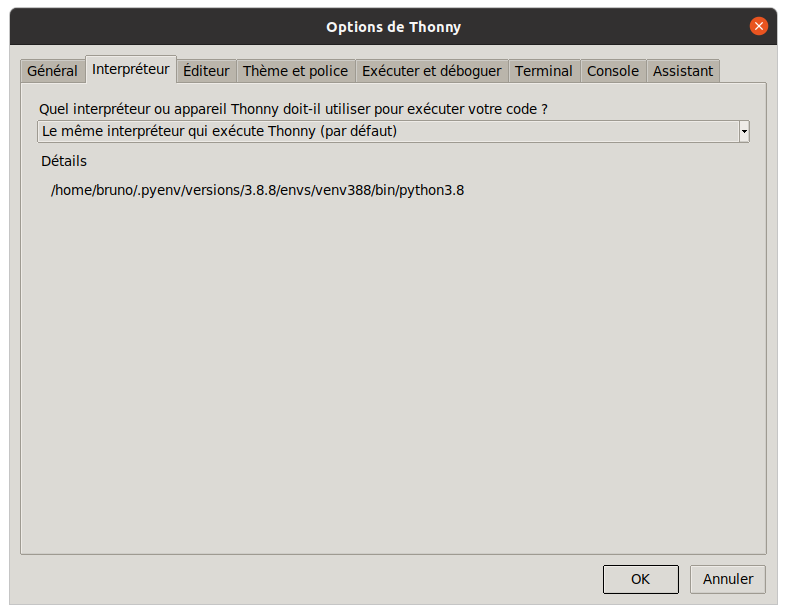 Options de Thonny
Général Interpréteur Éditeur Thème et police Exécuter et déboguer Terminal Console Assistant
Quel interpréteur ou appareil Thonny doit-il utiliser pour exécuter votre code ?
Le même interpréteur qui exécute Thonny (par défaut)
Détails
/home/bruno/.pyenv/versions/3.8.8/envs/venv388/bin/python3.8
OK Annuler